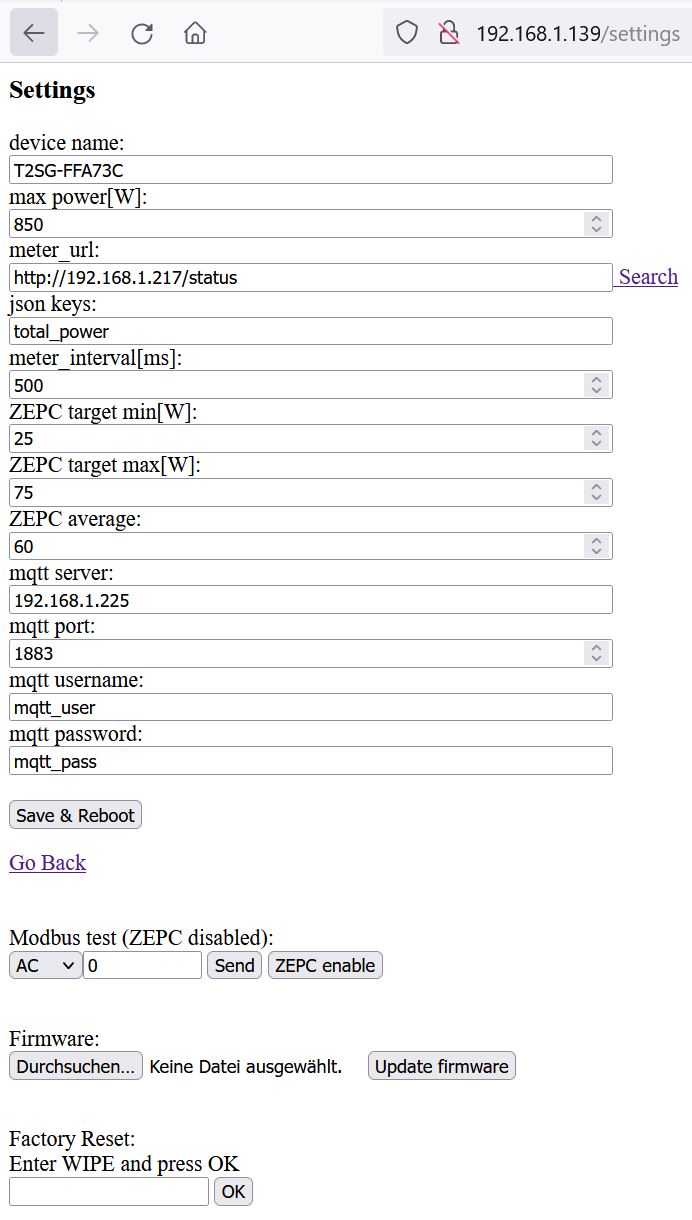 192.168.1.139/settings
Settings
device name:
T2SG-FFA73C
max power[W]:
850
meter_url:
http://192.168.1.217/status Search
json keys:
total_power
meter_interval[ms]:
500
ZEPC target min[W]:
25
ZEPC target max[W]:
75
ZEPC average:
60
mqtt server:
192.168.1.225
mqtt port:
1883
mqtt username:
mqtt_user
mqtt password:
mqtt_pass
Save & Reboot
Go Back
Modbus test (ZEPC disabled):
AC 0 Send ZEPC enable
Firmware:
Durchsuchen... Keine Datei ausgewählt. Update firmware
Factory Reset:
Enter WIPE and press OK
OK